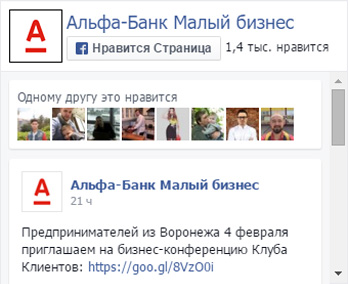 А
Альфа-Банк Малый бизнес
Нравится Страница
1,4 тыс. нравится
Одному другу это нравится
А
Альфа-Банк Малый бизнес
21 ч
Предпринимателей из Воронежа 4 февраля
приглашаем на бизнес-конференцию Клуба
Клиентов: https://goo.gl/8VzO0i